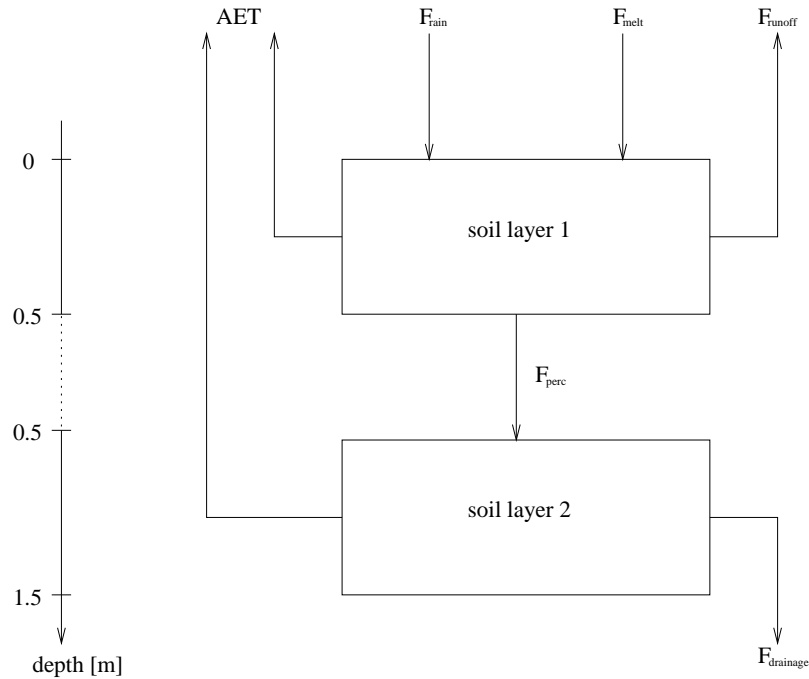 AET
F_rain
F_melt
F_runoff
0
soil layer 1
0.5
F_perc
0.5
soil layer 2
1.5
depth [m]
F_drainage